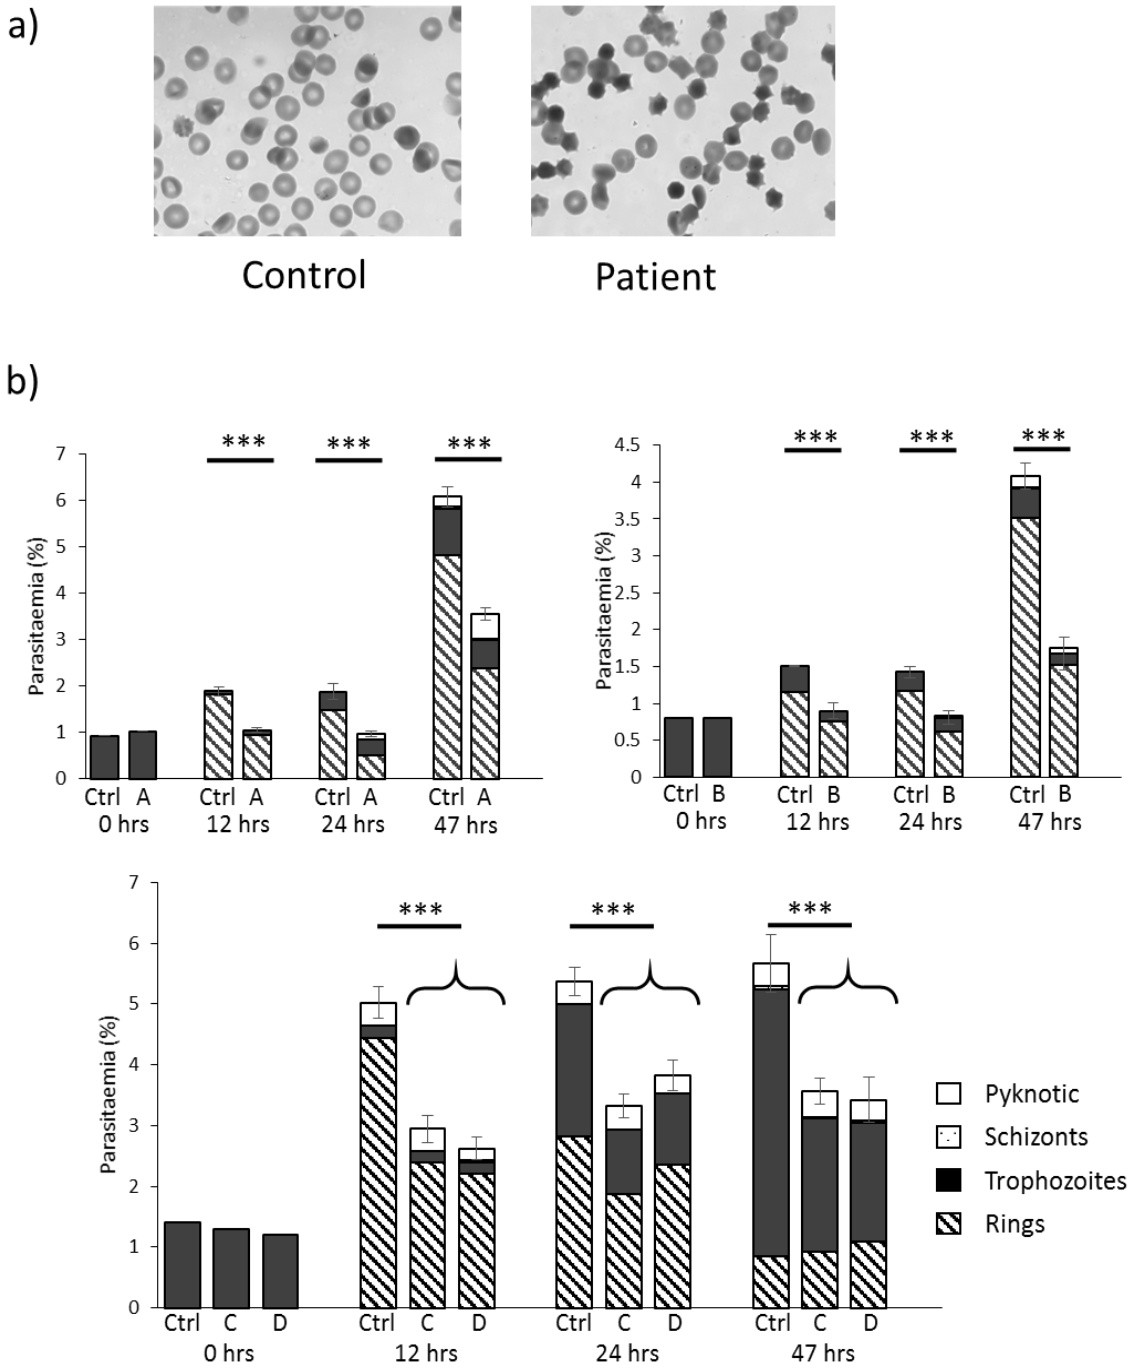 a)
Control Patient
b)
*** *** ***
7
6
5
4
3
2
1
0
Parasitaemia (%)
Ctrl A Ctrl A Ctrl A Ctrl A
0 hrs 12 hrs 24 hrs 47 hrs
*** *** ***
4.5
4
3.5
3
2.5
2
1.5
1
0.5
0
Parasitaemia (%)
Ctrl B Ctrl B Ctrl B Ctrl B
0 hrs 12 hrs 24 hrs 47 hrs
*** *** ***
7
6
5
4
3
2
1
0
Parasitaemia (%)
Ctrl C D Ctrl C D Ctrl C D Ctrl C D
0 hrs 12 hrs 24 hrs 47 hrs
Pyknotic
Schizonts
Trophozoites
Rings